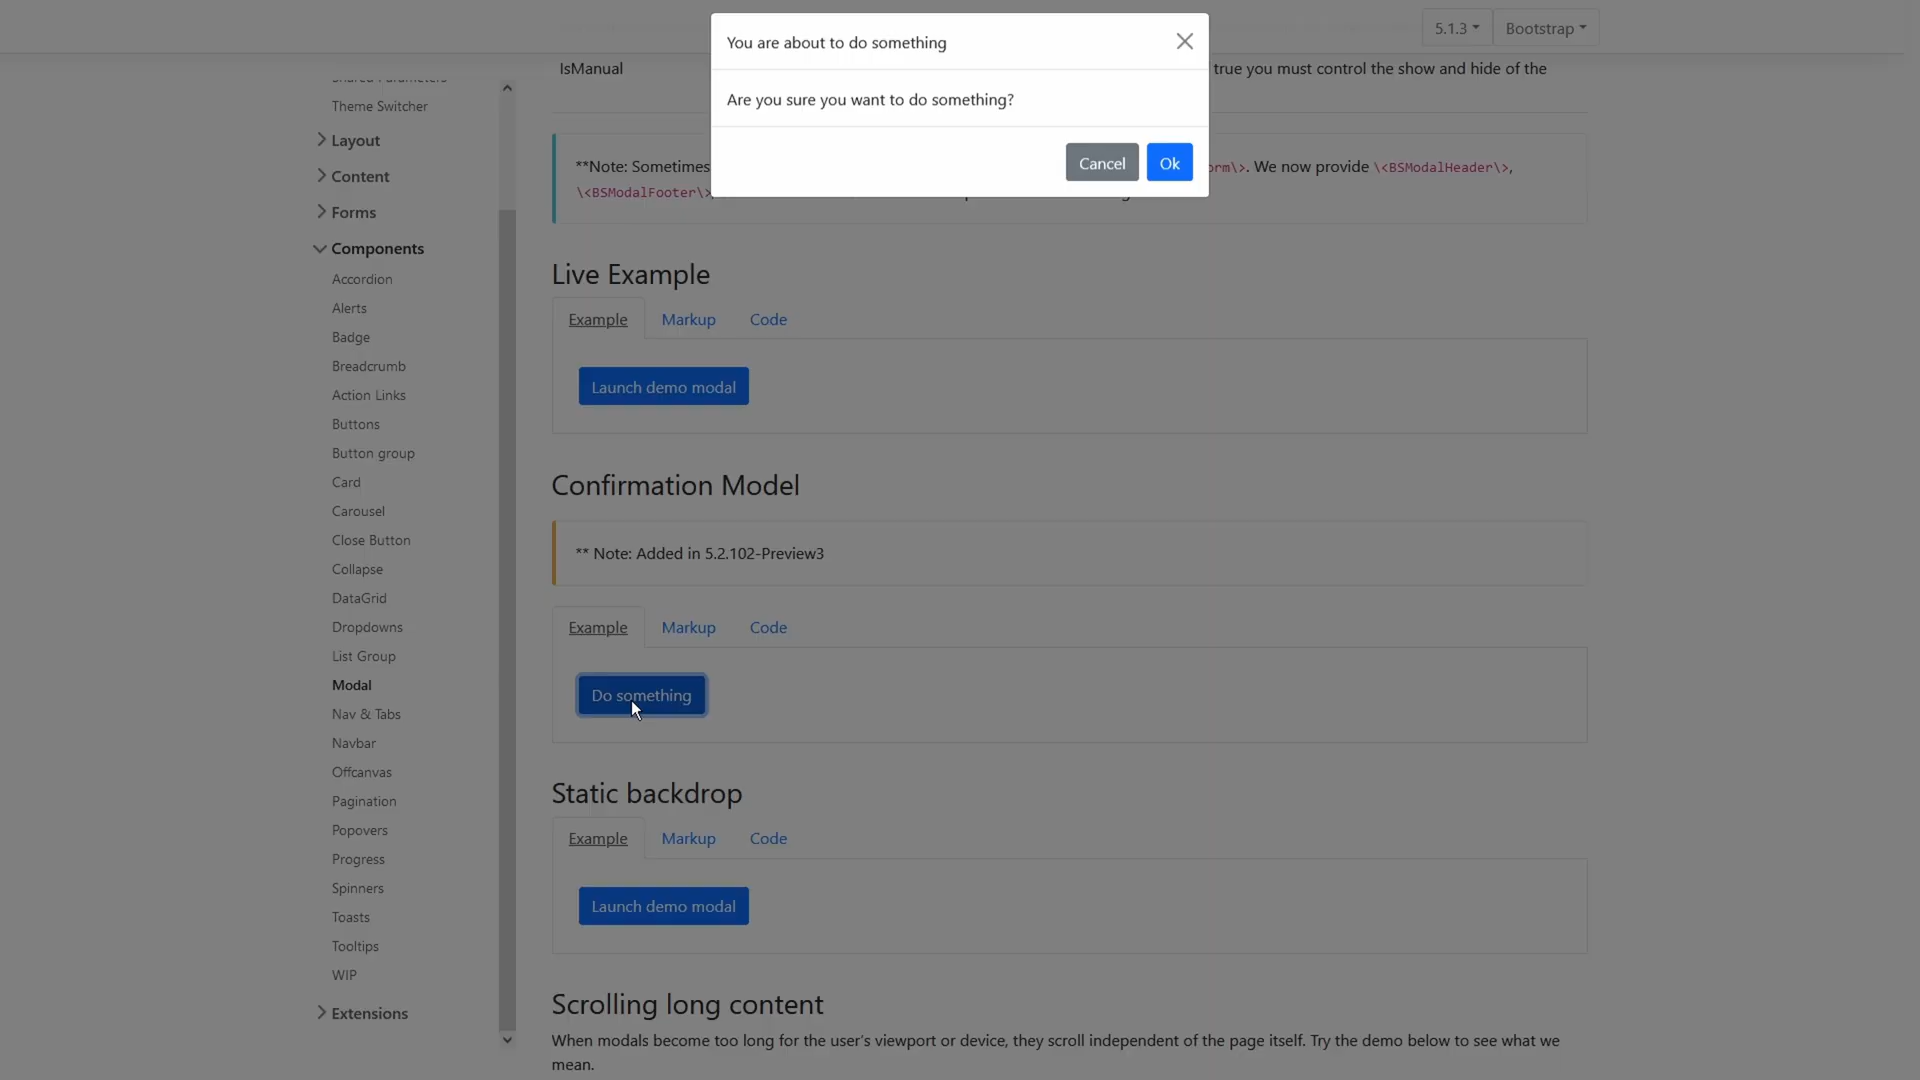 You are about to do something
5.1.3
Bootstrap
Shared Parameters
Theme Switcher
Layout
Content
Forms
Components
Accordion
Alerts
Badge
Breadcrumb
Action Links
Buttons
Button group
Card
Carousel
Close Button
Collapse
DataGrid
Dropdowns
List Group
Modal
Nav & Tabs
Navbar
Offcanvas
Pagination
Popovers
Progress
Spinners
Toasts
Tooltips
WIP
Extensions
IsManual
true you must control the show and hide of the
Are you sure you want to do something?
Cancel
Ok
**Note: Sometimes
orm\>. We now provide \<BSModalHeader\>,
\<BSModalFooter\>
Live Example
Example
Markup
Code
Launch demo modal
Confirmation Model
** Note: Added in 5.2.102-Preview3
Example
Markup
Code
Do something
Static backdrop
Example
Markup
Code
Launch demo modal
Scrolling long content
When modals become too long for the user's viewport or device, they scroll independent of the page itself. Try the demo below to see what we
mean.